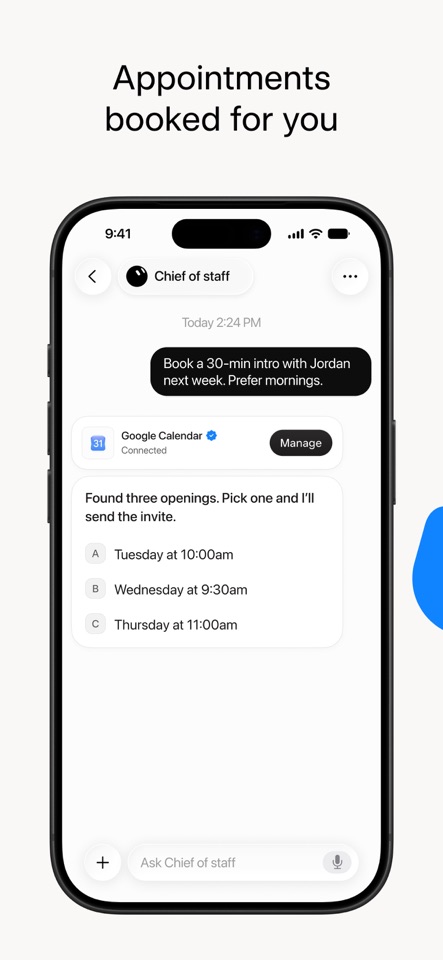 Appointments
booked for you
9:41
Chief of staff
Today 2:24 PM
Book a 30-min intro with Jordan
next week. Prefer mornings.
31
Google Calendar
Connected
Manage
Found three openings. Pick one and I'll
send the invite.
A Tuesday at 10:00am
B Wednesday at 9:30am
C Thursday at 11:00am
Ask Chief of staff